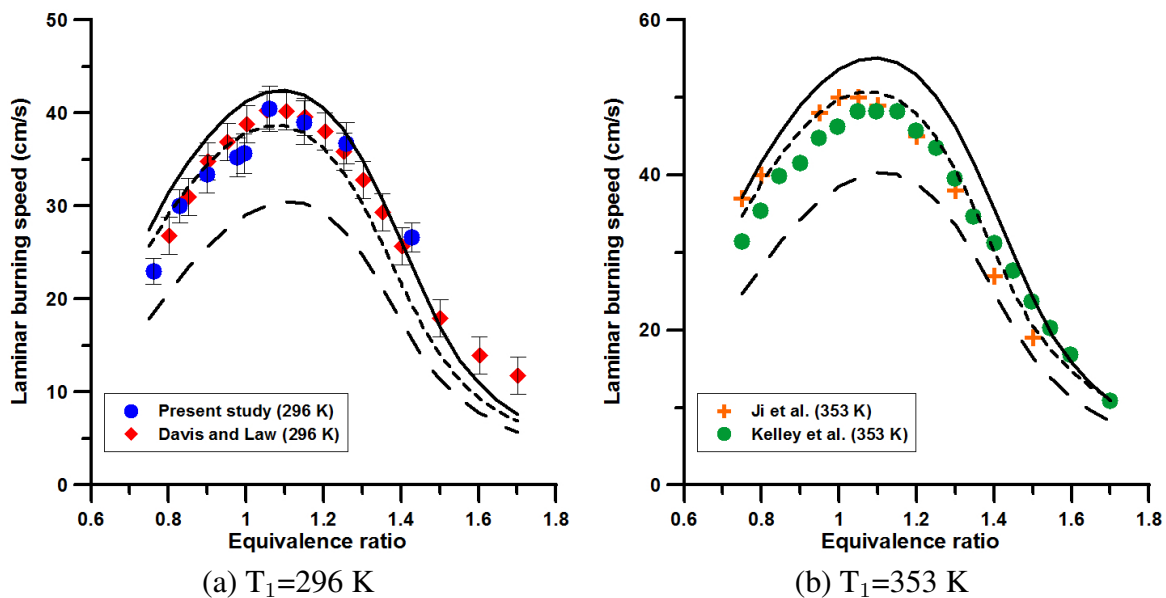 50
40
30
20
10
0
Laminar burning speed (cm/s)
Present study (296 K)
Davis and Law (296 K)
0.6 0.8 1 1.2 1.4 1.6 1.8
Equivalence ratio
(a) T₁=296 K
60
40
20
0
Laminar burning speed (cm/s)
Ji et al. (353 K)
Kelley et al. (353 K)
0.6 0.8 1 1.2 1.4 1.6 1.8
Equivalence ratio
(b) T₁=353 K